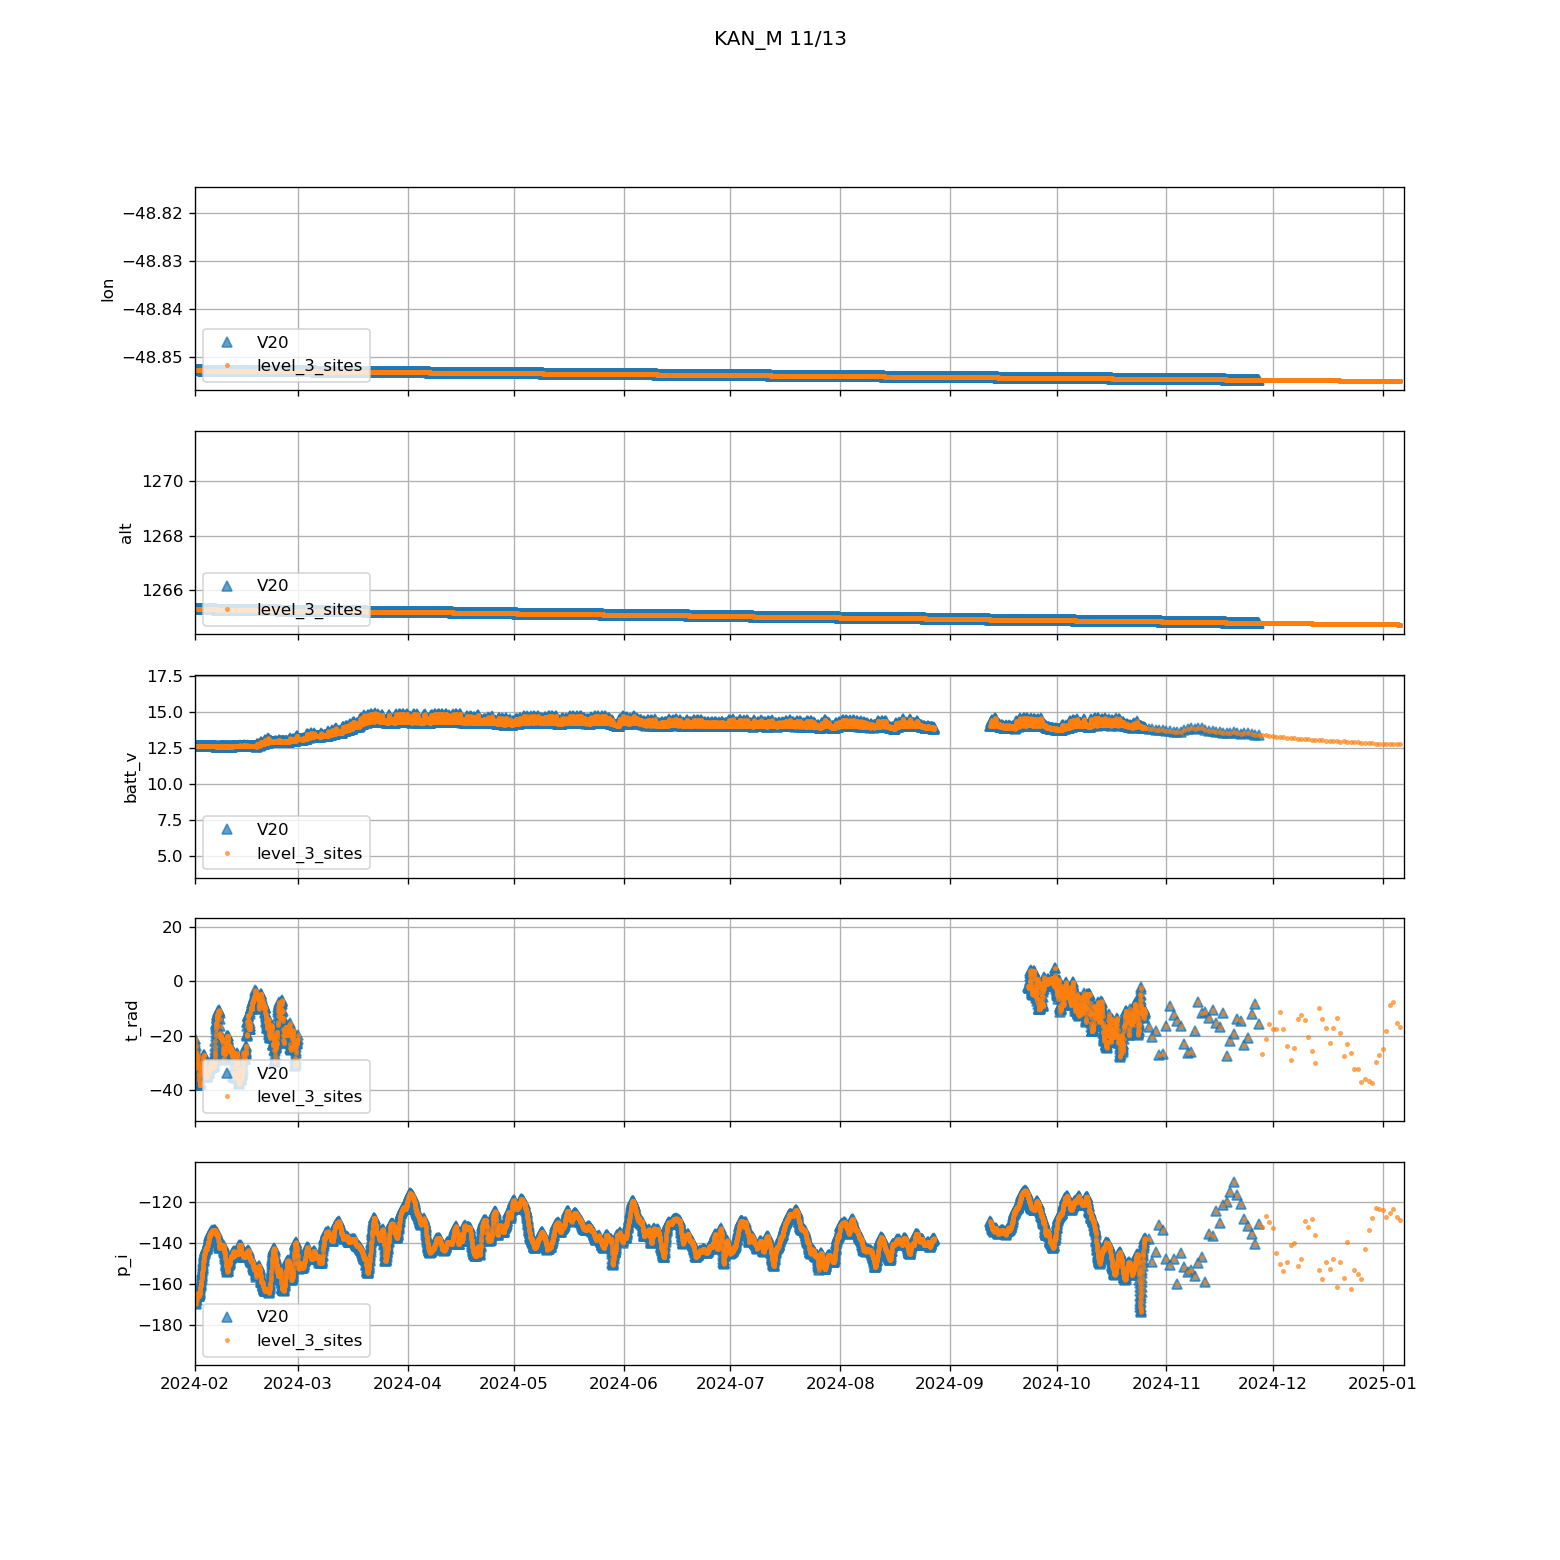 KAN_M 11/13
−48.82
−48.83
−48.84
−48.85
lon
V20
level_3_sites
1270
1268
1266
alt
V20
level_3_sites
17.5
15.0
12.5
10.0
7.5
5.0
batt_v
V20
level_3_sites
20
0
−20
−40
t_rad
V20
level_3_sites
−120
−140
−160
−180
p_i
V20
level_3_sites
2024-02 2024-03 2024-04 2024-05 2024-06 2024-07 2024-08 2024-09 2024-10 2024-11 2024-12 2025-01